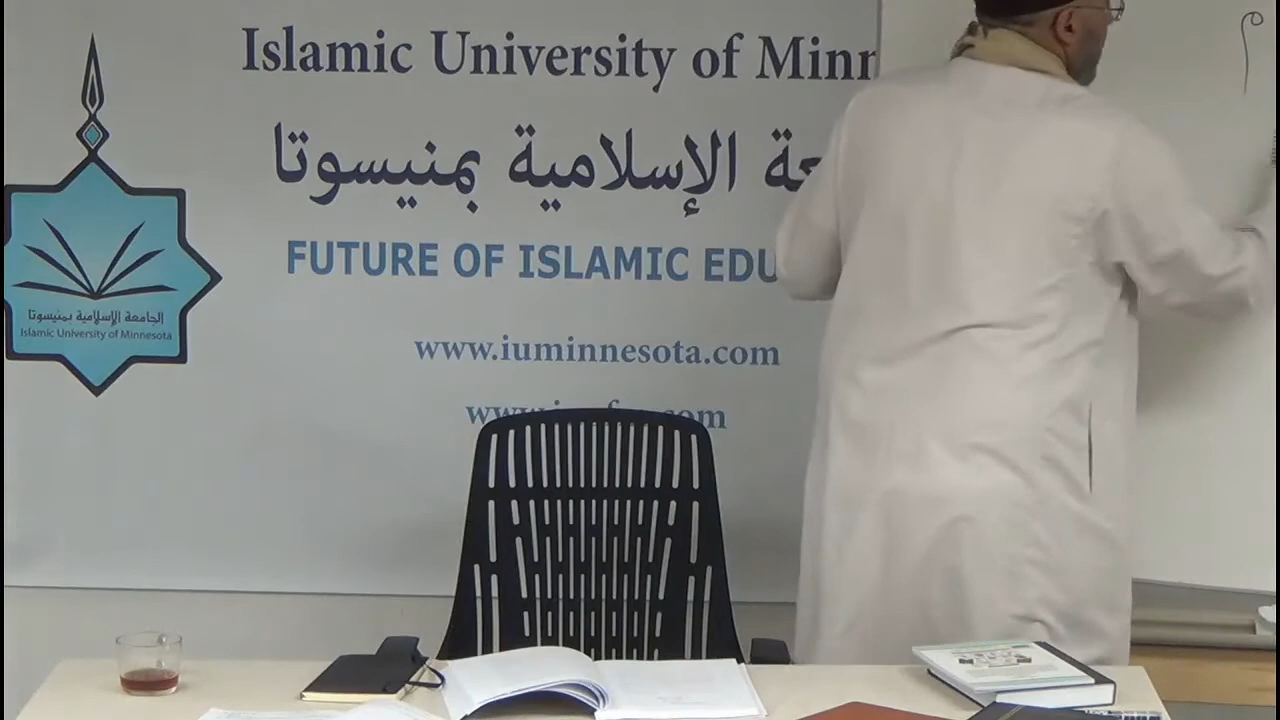 Islamic University of Minn
الإسلامية بمنيسوتا
FUTURE OF ISLAMIC EDU
www.iuminnesota.com
الجامعة الإسلامية بمنيسوتا
Islamic University of Minnesota